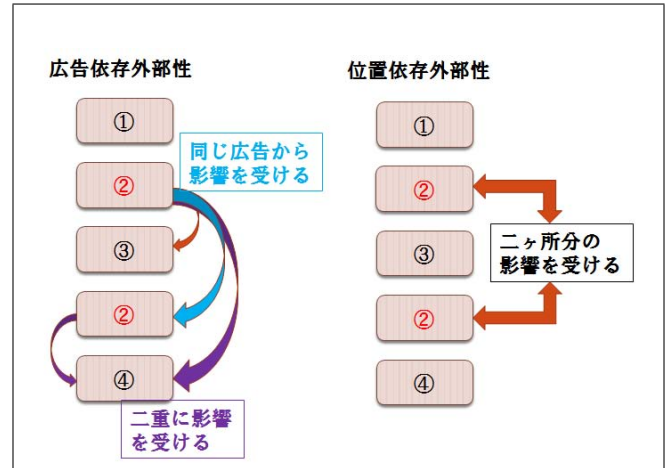 広告依存外部性
①
②
③
②
④
同じ広告から
影響を受ける
二重に影響
を受ける
位置依存外部性
①
②
③
②
④
二ヶ所分の
影響を受ける